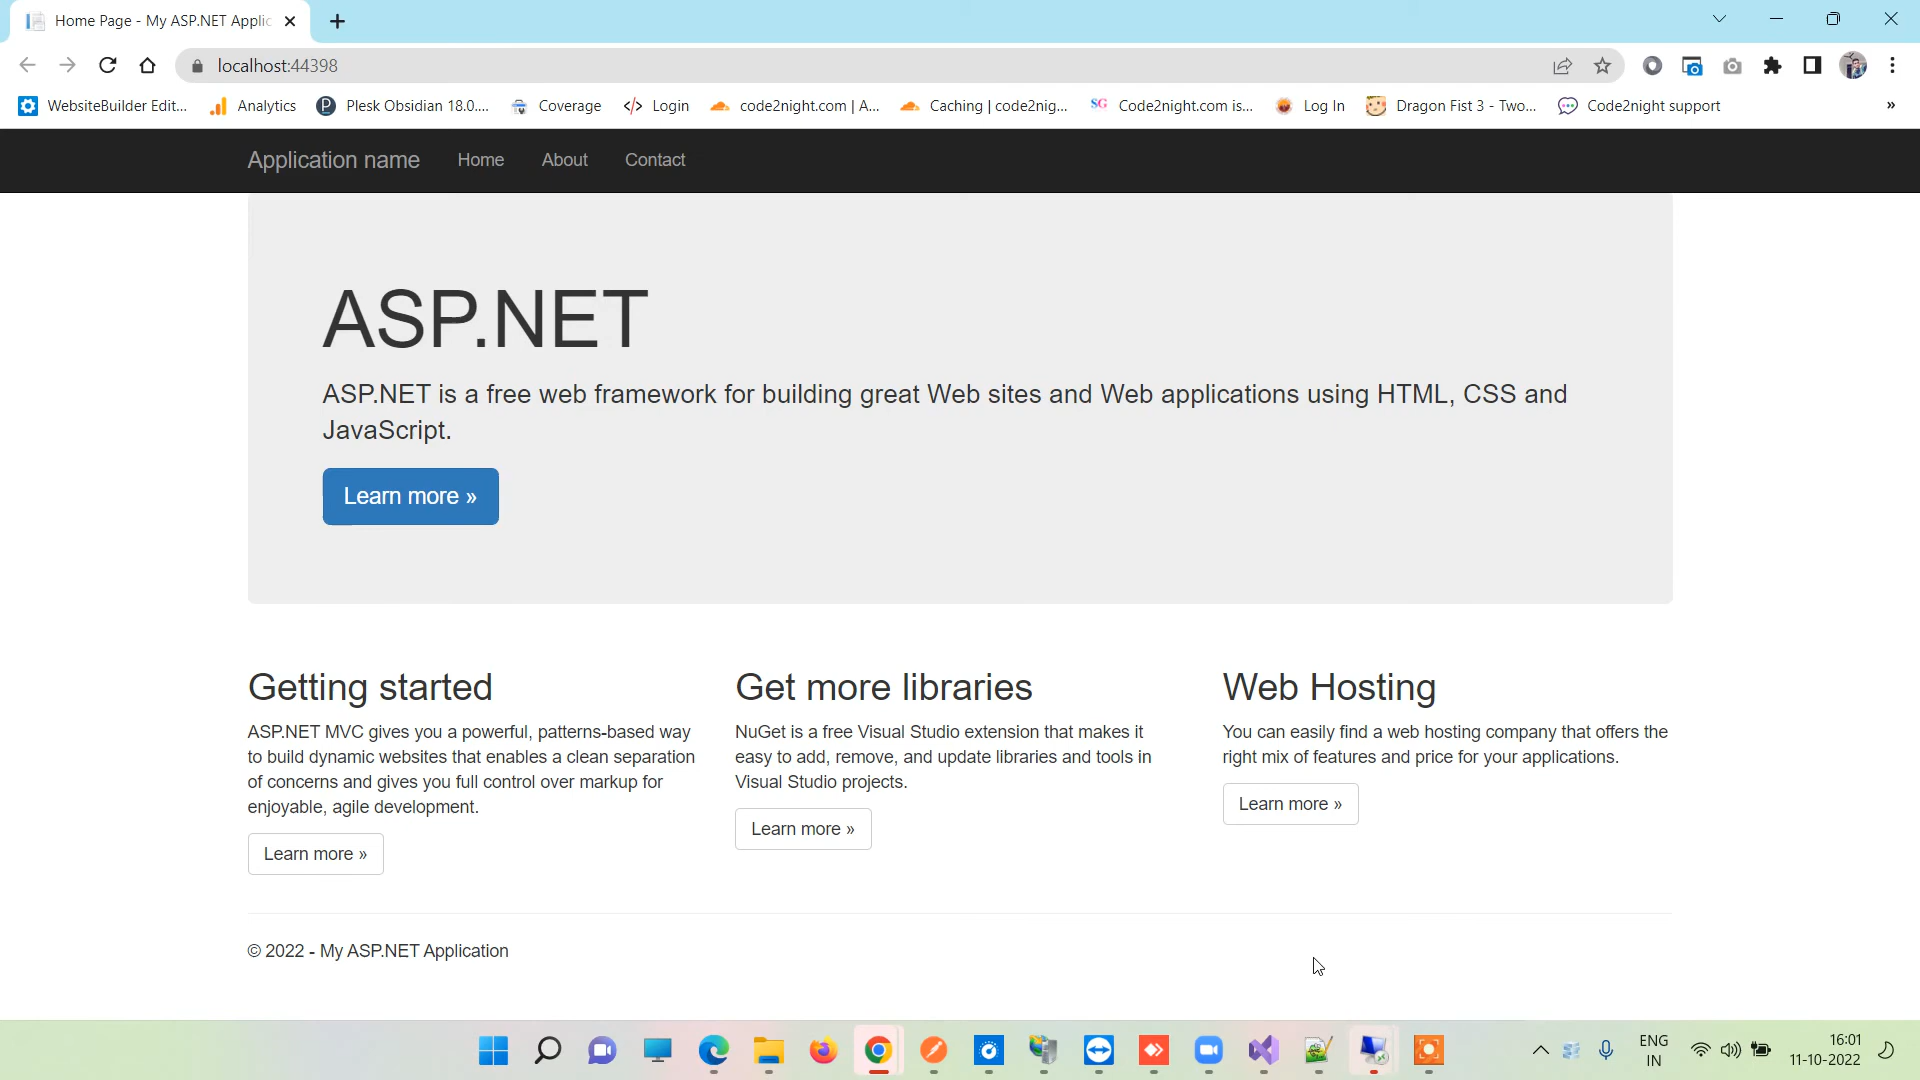 Home Page - My ASP.NET Applic
localhost:44398
WebsiteBuilder Edit...
Analytics
Plesk Obsidian 18.0....
Coverage
</> Login
code2night.com | A...
Caching | code2nig...
SG Code2night.com is...
Log In
Dragon Fist 3 - Two...
Code2night support
»
Application name
Home
About
Contact
ASP.NET
ASP.NET is a free web framework for building great Web sites and Web applications using HTML, CSS and
JavaScript.
Learn more »
Getting started
ASP.NET MVC gives you a powerful, patterns-based way
to build dynamic websites that enables a clean separation
of concerns and gives you full control over markup for
enjoyable, agile development.
Learn more »
Get more libraries
NuGet is a free Visual Studio extension that makes it
easy to add, remove, and update libraries and tools in
Visual Studio projects.
Learn more »
Web Hosting
You can easily find a web hosting company that offers the
right mix of features and price for your applications.
Learn more »
© 2022 - My ASP.NET Application
ENG
IN
16:01
11-10-2022